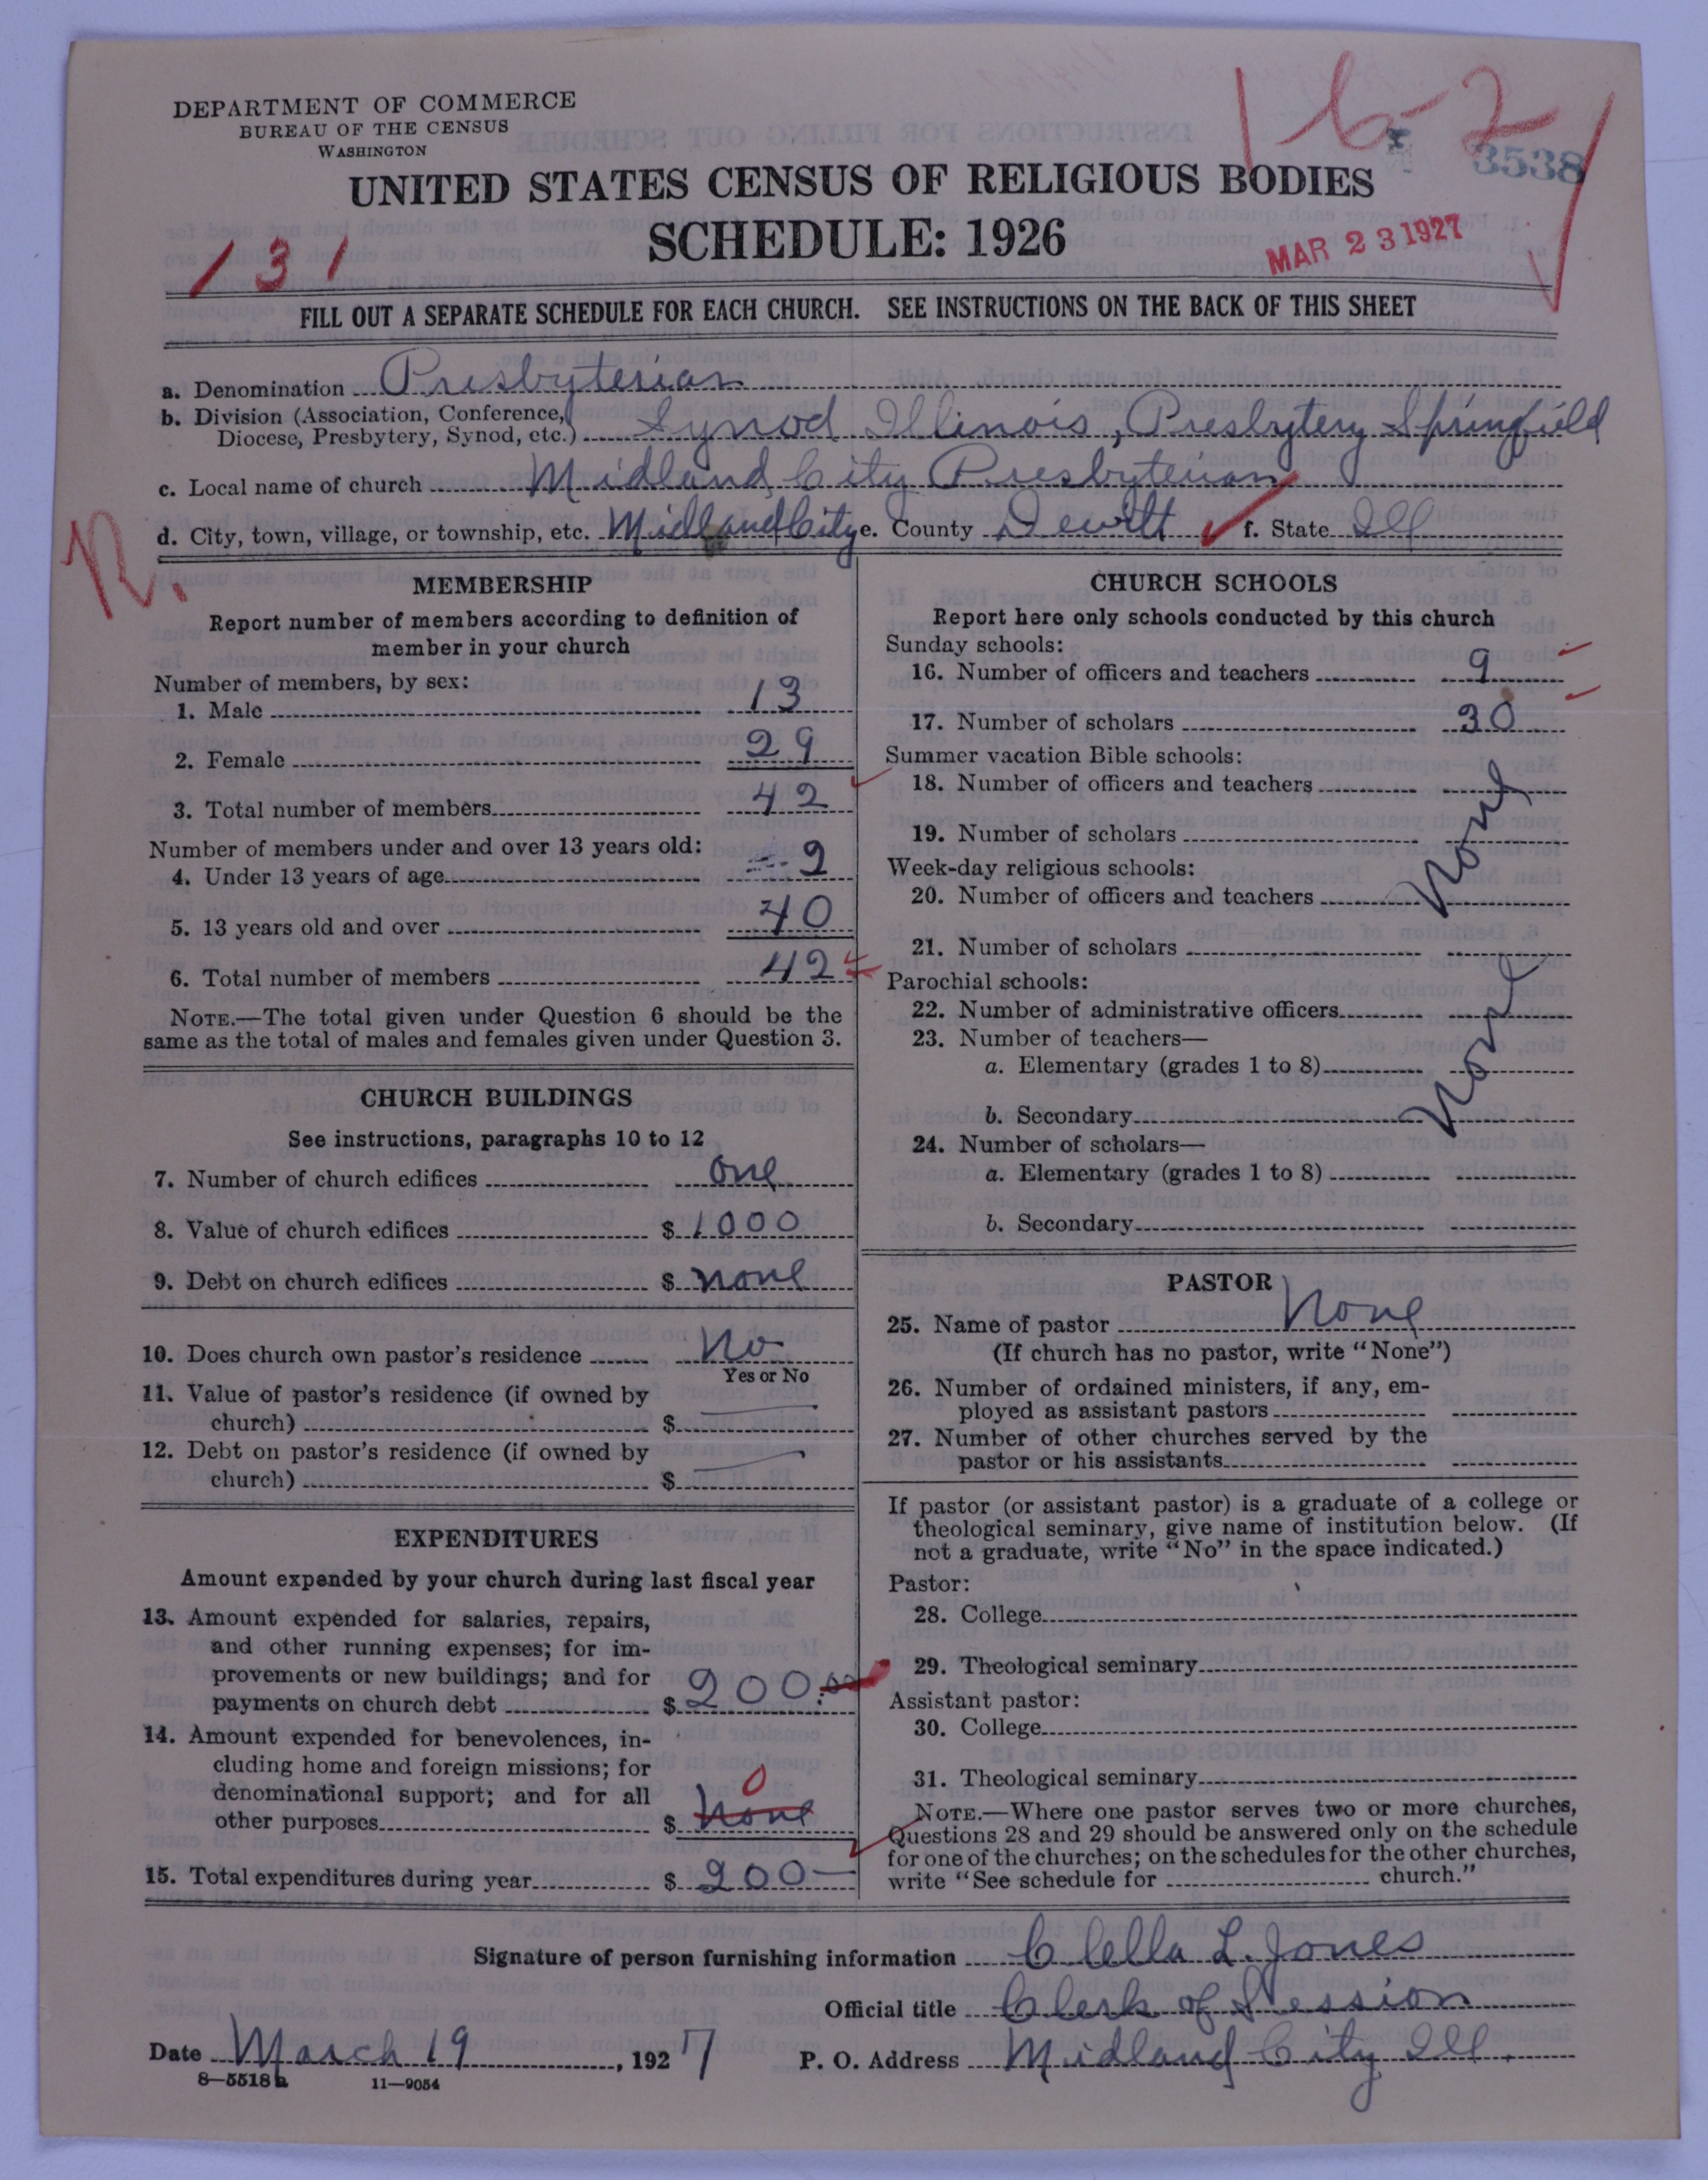 DEPARTMENT OF COMMERCE
BUREAU OF THE CENSUS
WASHINGTON
16-2
3538
UNITED STATES CENSUS OF RELIGIOUS BODIES
SCHEDULE: 1926
131
MAR 23 1927
FILL OUT A SEPARATE SCHEDULE FOR EACH CHURCH. SEE INSTRUCTIONS ON THE BACK OF THIS SHEET
a. Denomination Presbyterian
b. Division (Association, Conference,
Diocese, Presbytery, Synod, etc.) Synod Illinois, Presbytery Springfield
c. Local name of church Midland City Presbyterian
d. City, town, village, or township, etc. Midland City e. County Dewitt f. State Ill
R.
MEMBERSHIP
Report number of members according to definition of
member in your church
Number of members, by sex:
1. Male 13
2. Female 29
3. Total number of members 42
Number of members under and over 13 years old:
4. Under 13 years of age 2
5. 13 years old and over 40
6. Total number of members 42
NOTE.—The total given under Question 6 should be the
same as the total of males and females given under Question 3.
CHURCH BUILDINGS
See instructions, paragraphs 10 to 12
7. Number of church edifices one
8. Value of church edifices $ 1000
9. Debt on church edifices $ none
10. Does church own pastor's residence No
Yes or No
11. Value of pastor's residence (if owned by
church) $
12. Debt on pastor's residence (if owned by
church) $
EXPENDITURES
Amount expended by your church during last fiscal year
13. Amount expended for salaries, repairs,
and other running expenses; for im-
provements or new buildings; and for
payments on church debt $ 200.00
14. Amount expended for benevolences, in-
cluding home and foreign missions; for
denominational support; and for all
0
other purposes $ None
15. Total expenditures during year $ 200—
CHURCH SCHOOLS
Report here only schools conducted by this church
Sunday schools:
16. Number of officers and teachers 9
17. Number of scholars 30
Summer vacation Bible schools:
18. Number of officers and teachers
19. Number of scholars
None
Week-day religious schools:
20. Number of officers and teachers
21. Number of scholars
Parochial schools:
22. Number of administrative officers
23. Number of teachers—
a. Elementary (grades 1 to 8)
None
b. Secondary
24. Number of scholars—
a. Elementary (grades 1 to 8)
b. Secondary
PASTOR
25. Name of pastor None
(If church has no pastor, write "None")
26. Number of ordained ministers, if any, em-
ployed as assistant pastors
27. Number of other churches served by the
pastor or his assistants
If pastor (or assistant pastor) is a graduate of a college or
theological seminary, give name of institution below. (If
not a graduate, write "No" in the space indicated.)
Pastor:
28. College
29. Theological seminary
Assistant pastor:
30. College
31. Theological seminary
NOTE.—Where one pastor serves two or more churches,
Questions 28 and 29 should be answered only on the schedule
for one of the churches; on the schedules for the other churches,
write "See schedule for church."
Signature of person furnishing information Clella L. Jones
Official title Clerk of Session
Date March 19, 1927 P. O. Address Midland City Ill.
8—5518a 11—9054